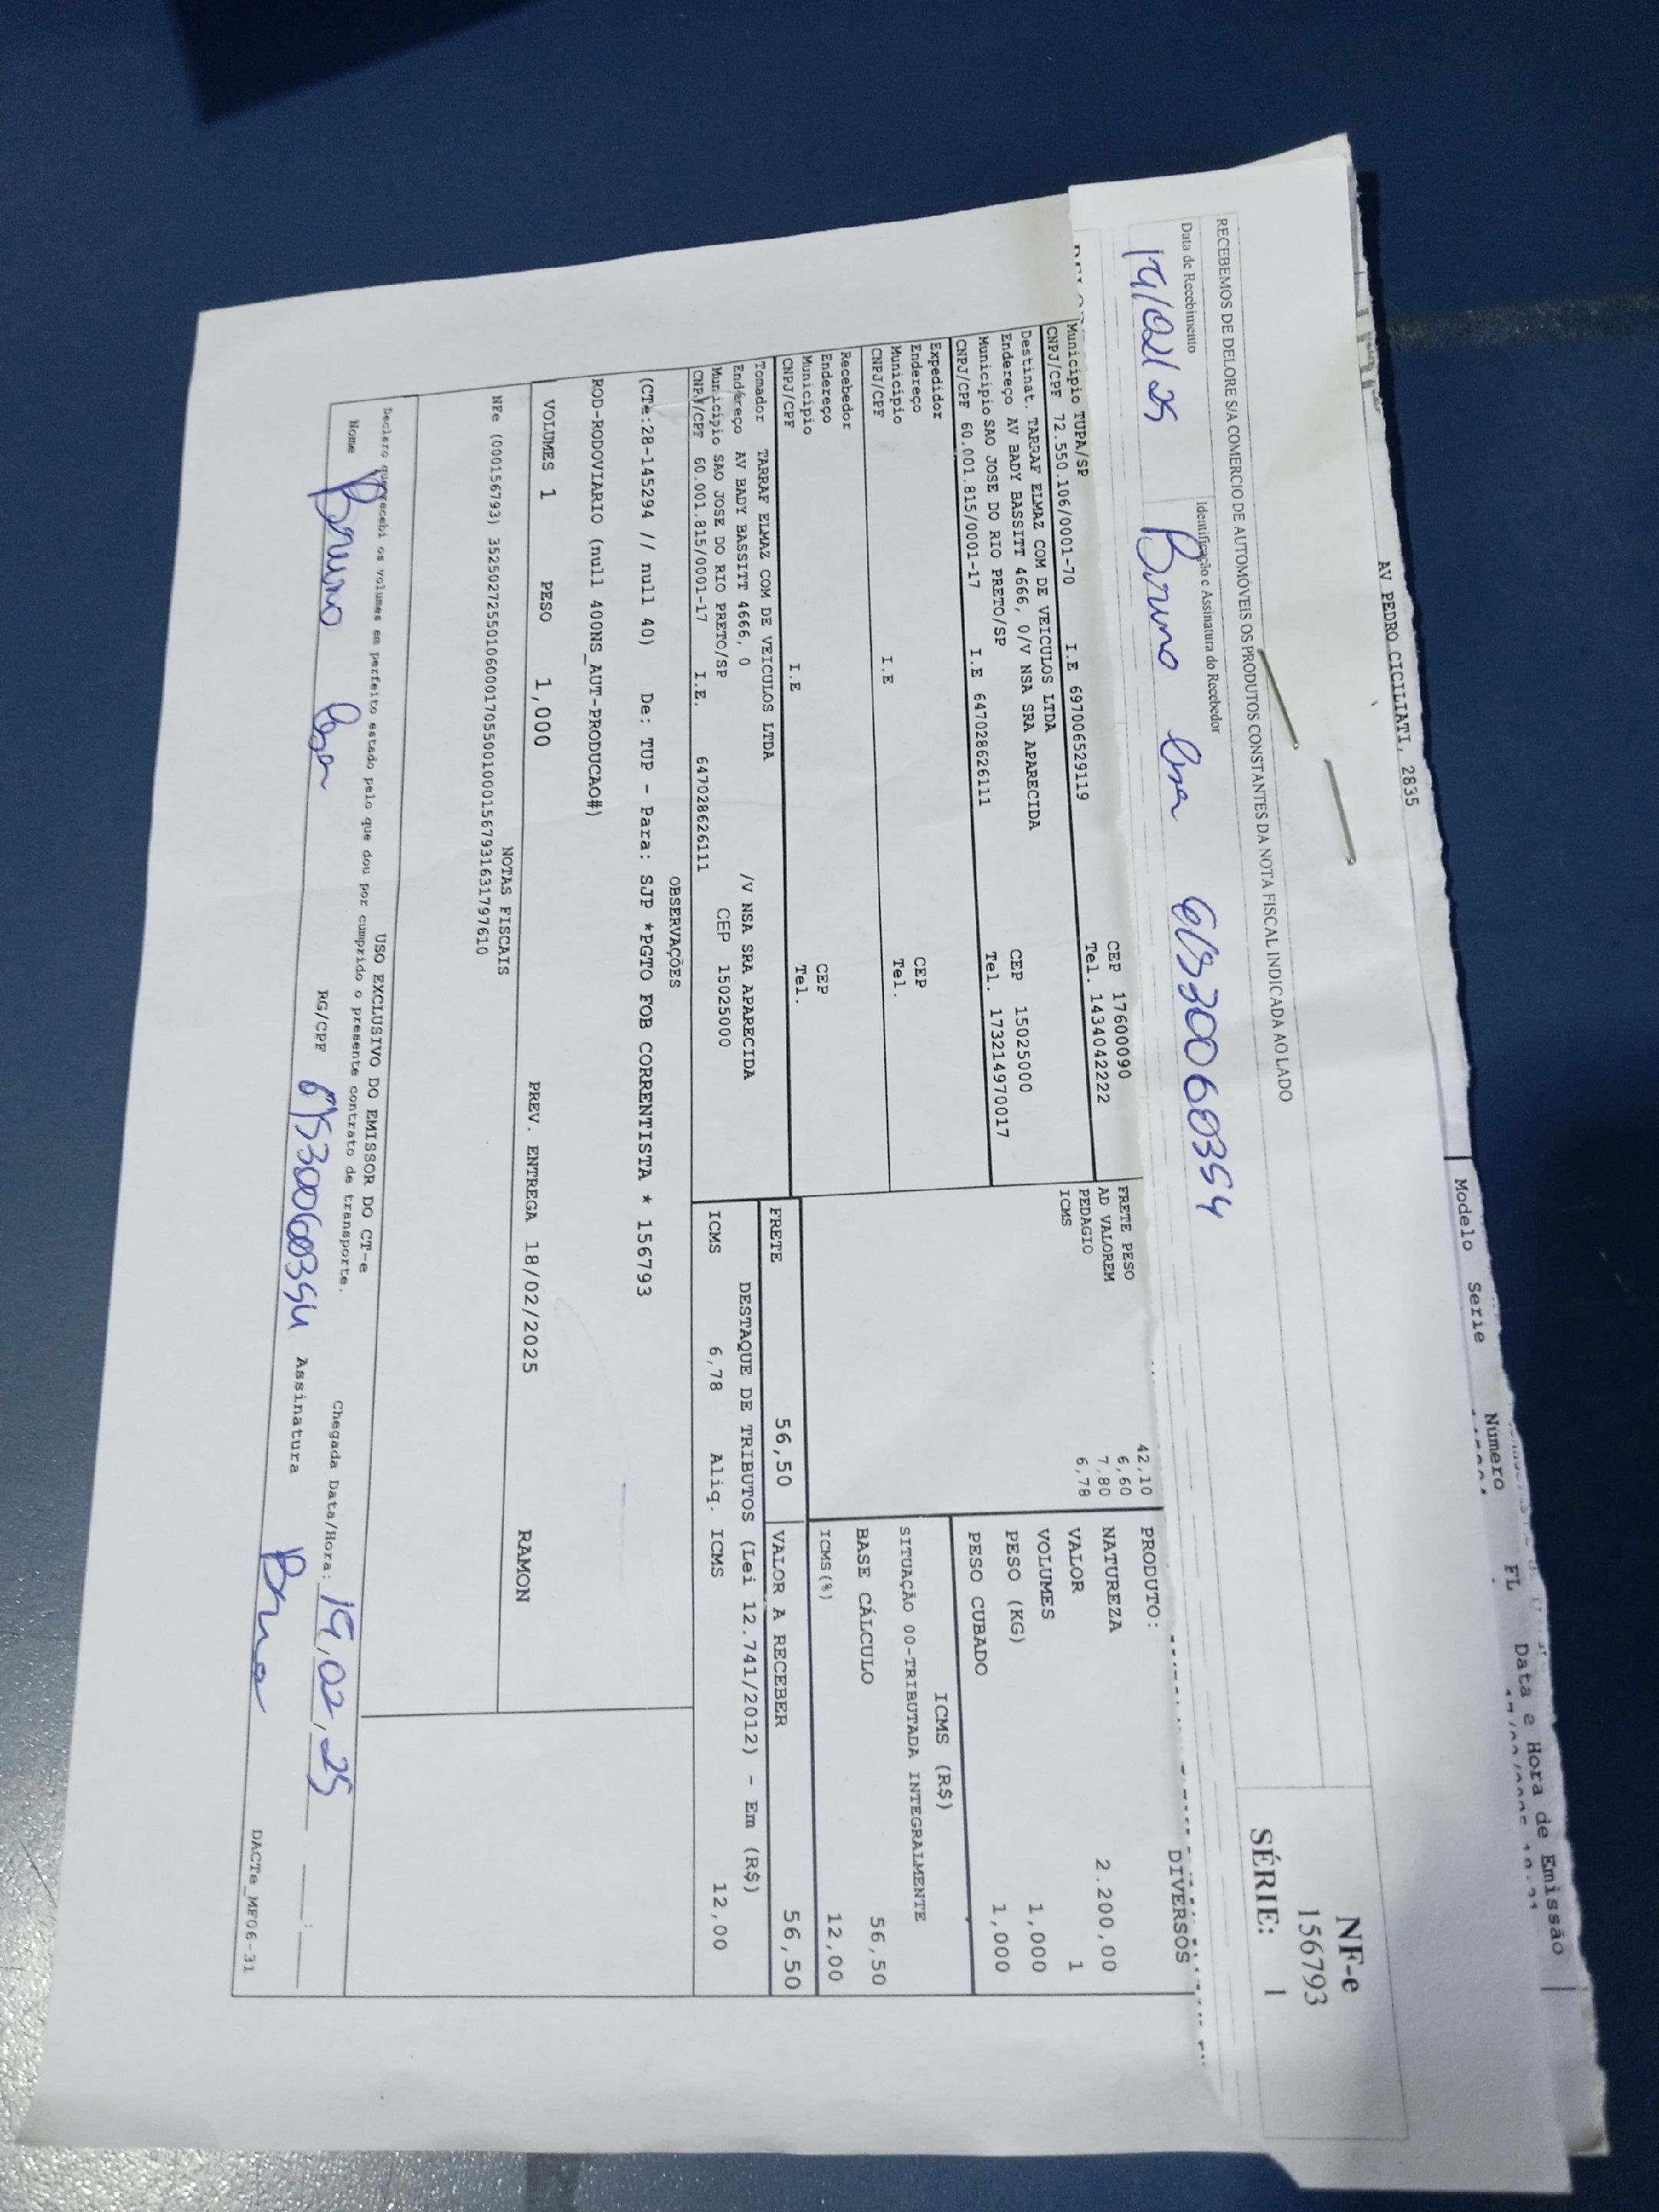 AV PEDRO CICILIATI, 2835
Modelo Serie Numero FL Data e Hora de Emissão
RECEBEMOS DE DELORE S/A COMERCIO DE AUTOMÓVEIS OS PRODUTOS CONSTANTES DA NOTA FISCAL INDICADA AO LADO
Data de Recebimento Identificação e Assinatura do Recebedor
19/02/25 Bruno
NF-e
156793
SÉRIE: 1
Município TUPA/SP CEP 17600090
CNPJ/CPF 72.550.106/0001-70 I.E 697006529119 Tel. 1434042222
Destinat. TARRAF ELMAZ COM DE VEICULOS LTDA
Endereço AV BADY BASSITT 4666, 0/V NSA SRA APARECIDA
Município SAO JOSE DO RIO PRETO/SP CEP 15025000
CNPJ/CPF 60.001.815/0001-17 I.E 647028626111 Tel. 173214970017
Expedidor
Endereço
Município CEP
CNPJ/CPF I.E Tel.
Recebedor
Endereço
Município CEP
CNPJ/CPF I.E Tel.
Tomador TARRAF ELMAZ COM DE VEICULOS LTDA
Endereço AV BADY BASSITT 4666, 0 /V NSA SRA APARECIDA
Município SAO JOSE DO RIO PRETO/SP CEP 15025000
CNPJ/CPF 60.001.815/0001-17 I.E. 647028626111
FRETE PESO 42,10
AD VALOREM 6,60
PEDAGIO 7,80
ICMS 6,78
PRODUTO: DIVERSOS
NATUREZA
VALOR 2.200,00
VOLUMES 1
PESO (KG) 1,000
PESO CUBADO 1,000
ICMS (R$)
SITUAÇÃO 00-TRIBUTADA INTEGRALMENTE
BASE CÁLCULO 56,50
ICMS(%) 12,00
FRETE 56,50 VALOR A RECEBER 56,50
DESTAQUE DE TRIBUTOS (Lei 12.741/2012) - Em (R$)
ICMS 6,78 Aliq. ICMS 12,00
OBSERVAÇÕES
(CTe:28-145294 // null 40) De: TUP - Para: SJP *PGTO FOB CORRENTISTA * 156793
ROD-RODOVIARIO (null 400NS_AUT-PRODUCAO#)
VOLUMES 1 PESO 1,000 PREV. ENTREGA 18/02/2025 RAMON
NOTAS FISCAIS
NFe (000156793) 35250272550106000170550010001567931631797610
USO EXCLUSIVO DO EMISSOR DO CT-e
Declaro que recebi os volumes em perfeito estado pelo que dou por cumprido o presente contrato de transporte.
Chegada Data/Hora: 19,02,25
Nome Bruno RG/CPF Assinatura Bruno
DACTe_MF06-31